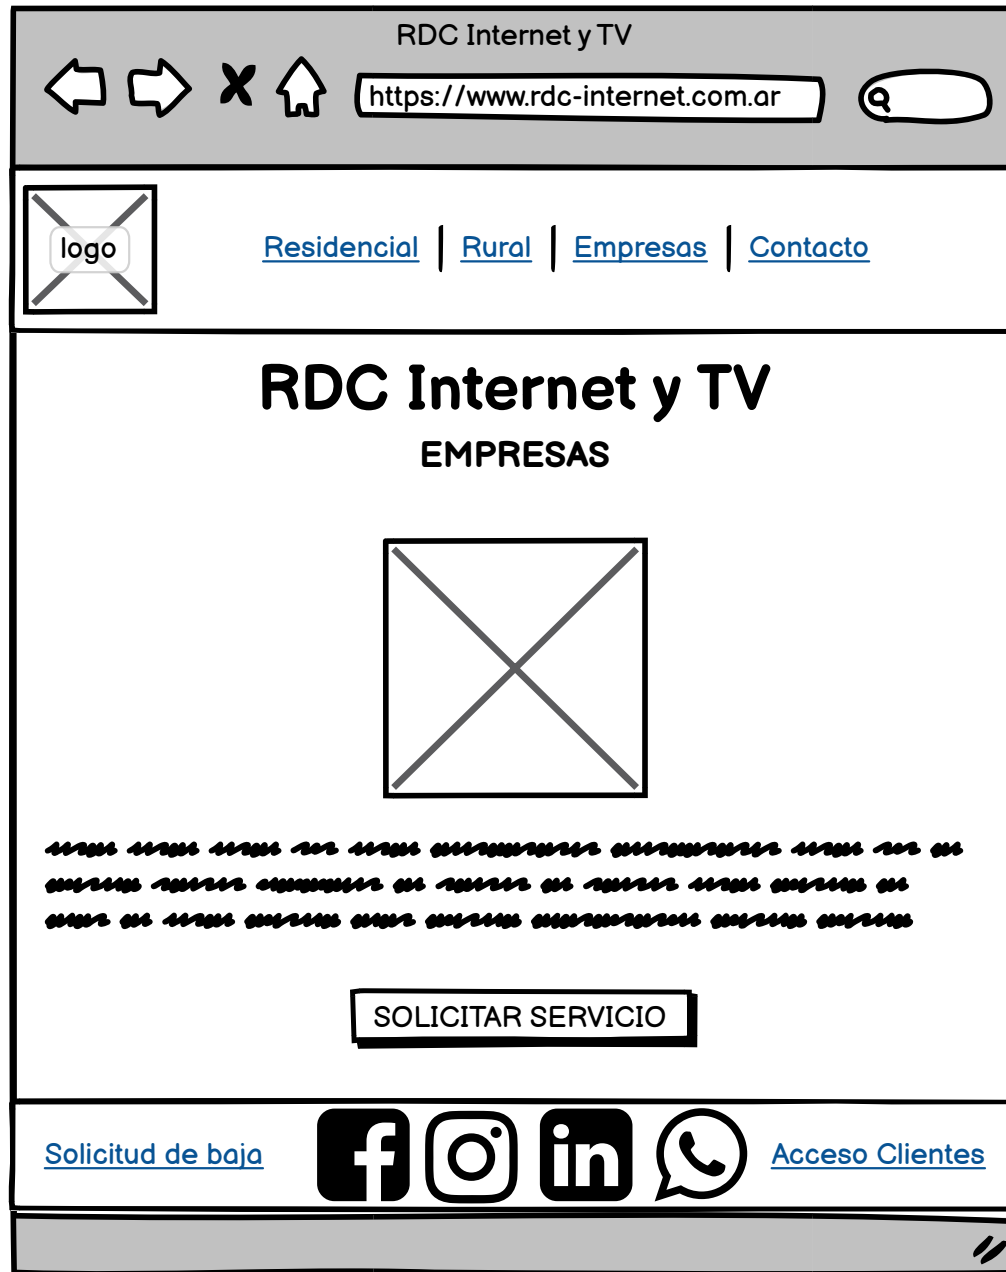 RDC Internet y TV
https://www.rdc-internet.com.ar
logo
Residencial | Rural | Empresas | Contacto
RDC Internet y TV
EMPRESAS
SOLICITAR SERVICIO
Solicitud de baja
Acceso Clientes